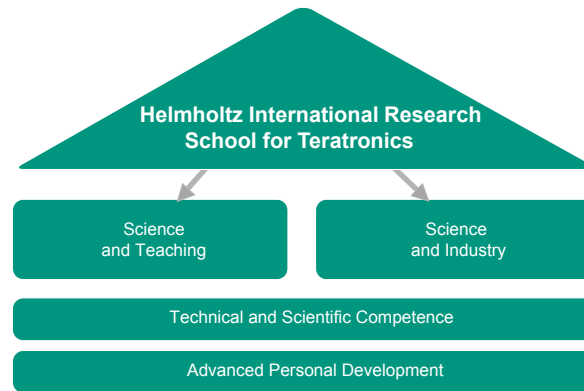 Helmholtz International Research
School for Teratronics
Science
and Teaching
Science
and Industry
Technical and Scientific Competence
Advanced Personal Development